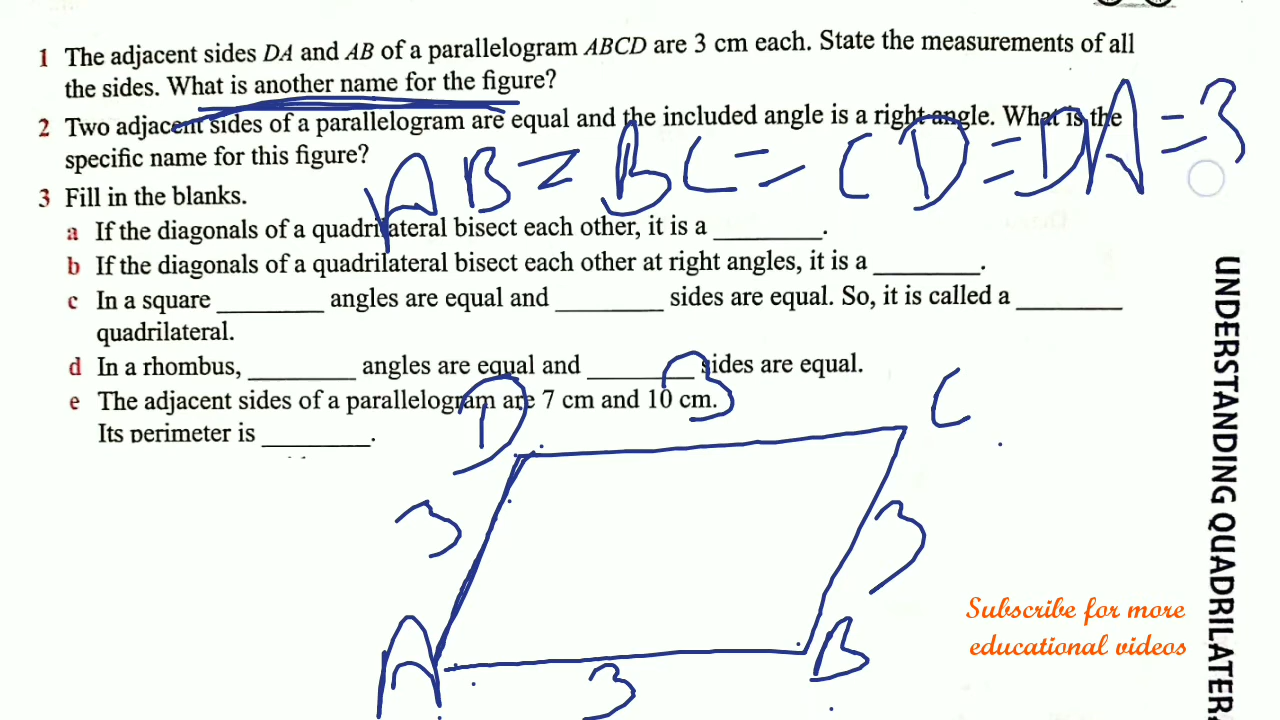 1 The adjacent sides DA and AB of a parallelogram ABCD are 3 cm each. State the measurements of all
the sides. What is another name for the figure?
2 Two adjacent sides of a parallelogram are equal and the included angle is a right angle. What is the
specific name for this figure?
AB = BC = CD = DA = 3
3 Fill in the blanks.
a If the diagonals of a quadrilateral bisect each other, it is a ________.
b If the diagonals of a quadrilateral bisect each other at right angles, it is a ________.
c In a square ________ angles are equal and ________ sides are equal. So, it is called a ________
quadrilateral.
d In a rhombus, ________ angles are equal and ________ sides are equal.
e The adjacent sides of a parallelogram are 7 cm and 10 cm.
Its perimeter is ________.
D 3 C
3 3
A 3 B
Subscribe for more
educational videos
UNDERSTANDING QUADRILATER